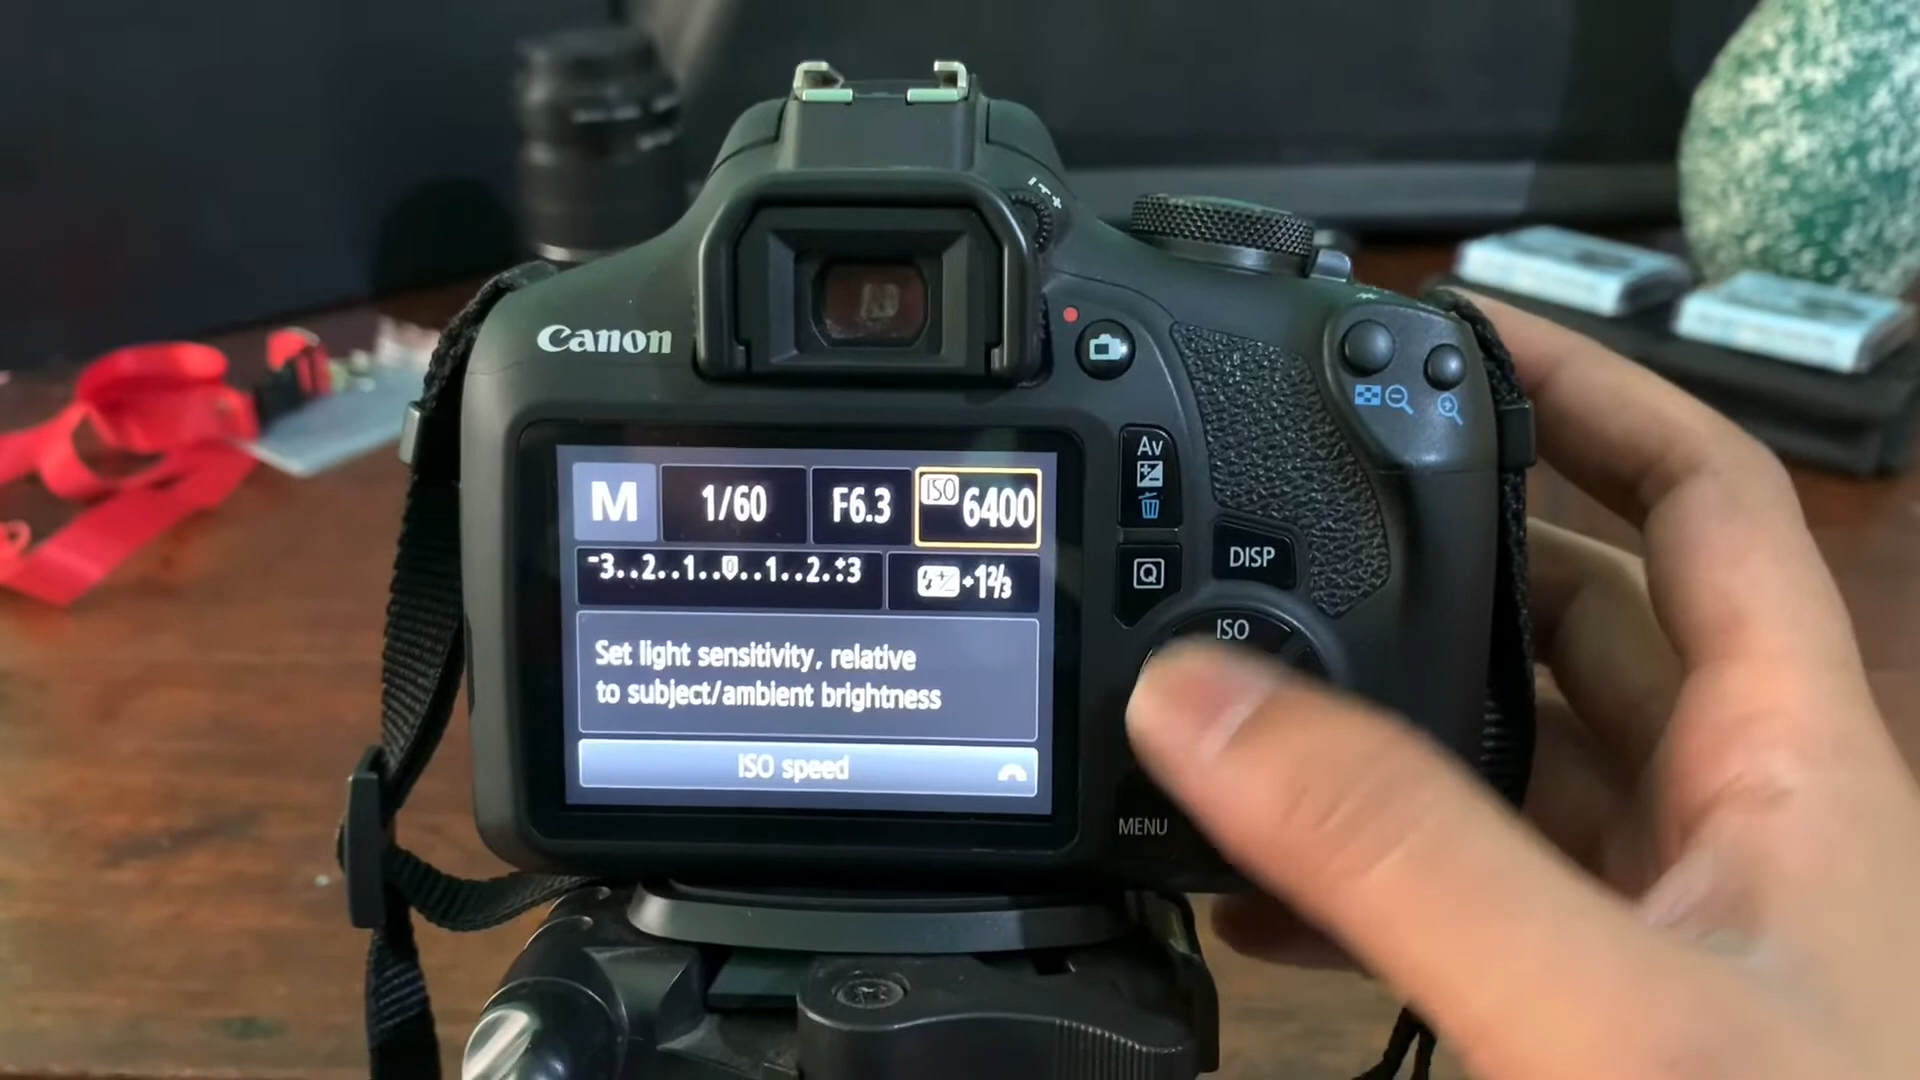 Canon
M 1/60 F6.3 ISO 6400
-3..2..1..0..1..2.:+3 +1⅔
Set light sensitivity, relative
to subject/ambient brightness
ISO speed
Av
Q DISP
ISO
MENU